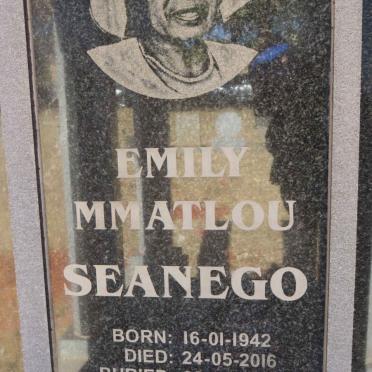 EMILY
MMATLOU
SEANEGO
BORN: 16-01-1942
DIED: 24-05-2016